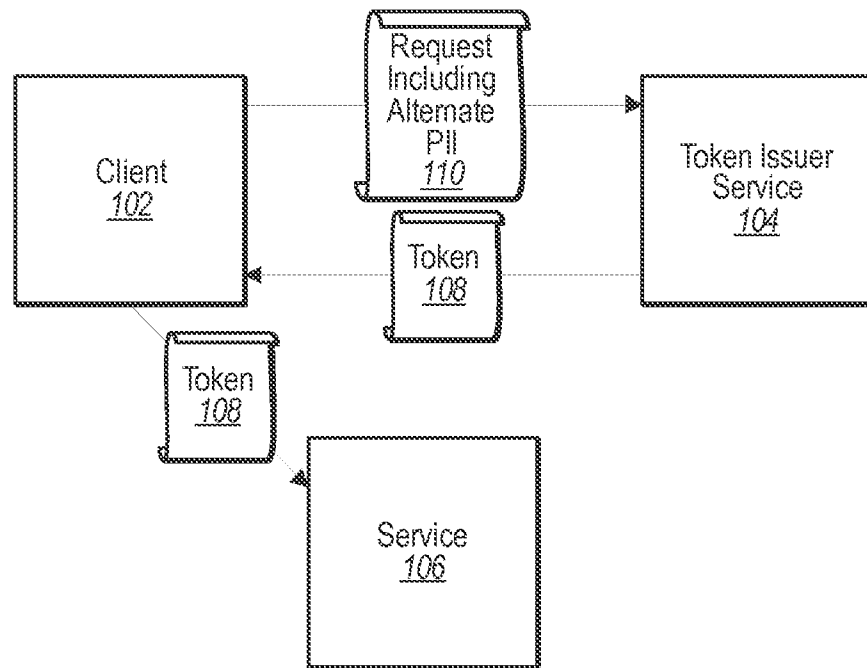 Request
Including
Alternate
PII
110
Client
102
Token Issuer
Service
104
Token
108
Token
108
Service
106